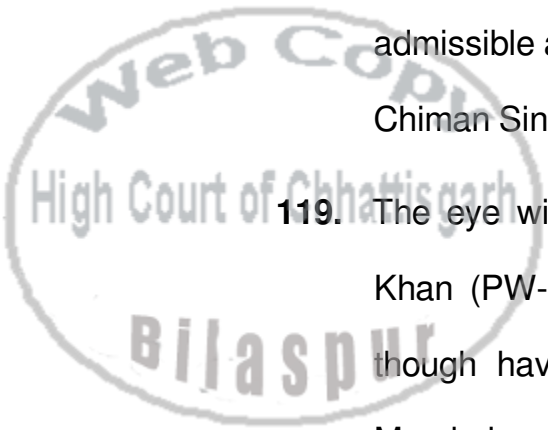 Web Copy
admissible a
Chiman Sin
High Court of Chhattisgarh
119. The eye wi
Khan (PW-
though hav
Bilaspur